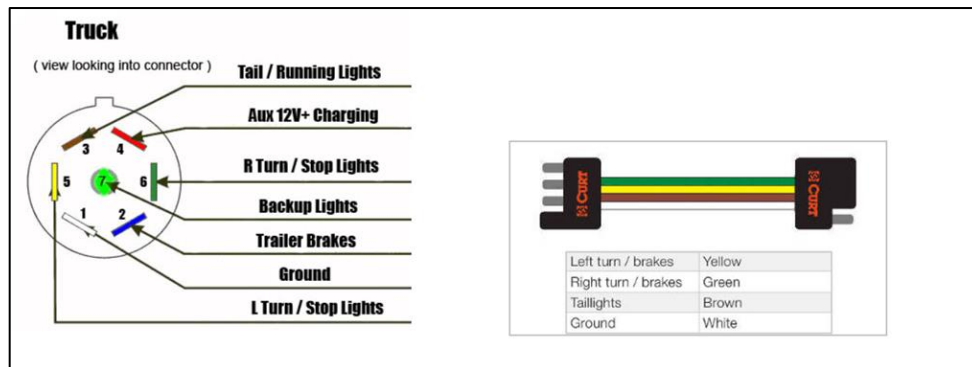 Truck
( view looking into connector )
Tail / Running Lights
Aux 12V+ Charging
R Turn / Stop Lights
Backup Lights
Trailer Brakes
Ground
L Turn / Stop Lights
3
4
5
7
6
1
2
CURT
CURT
Left turn / brakes Yellow
Right turn / brakes Green
Taillights Brown
Ground White